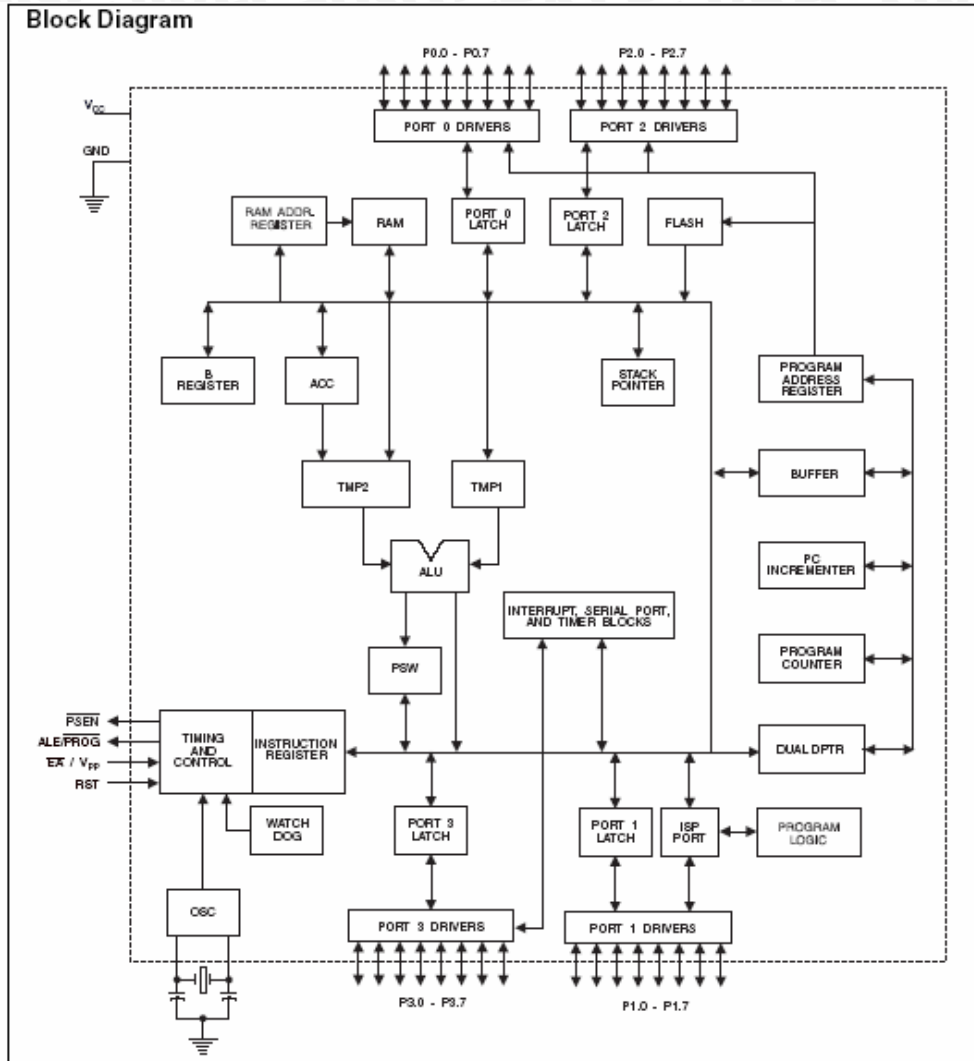 Block Diagram
P0.0 - P0.7
P2.0 - P2.7
VCC
PORT 0 DRIVERS
PORT 2 DRIVERS
GND
RAM ADDR.
REGISTER
RAM
PORT 0
LATCH
PORT 2
LATCH
FLASH
B
REGISTER
ACC
STACK
POINTER
PROGRAM
ADDRESS
REGISTER
BUFFER
TMP2
TMP1
ALU
PC
INCREMENTER
INTERRUPT, SERIAL PORT,
AND TIMER BLOCKS
PROGRAM
COUNTER
PSW
PSEN
ALE/PROG
EA / VPP
RST
TIMING
AND
CONTROL
INSTRUCTION
REGISTER
DUAL DPTR
WATCH
DOG
PORT 3
LATCH
PORT 1
LATCH
ISP
PORT
PROGRAM
LOGIC
OSC
PORT 3 DRIVERS
PORT 1 DRIVERS
P3.0 - P3.7
P1.0 - P1.7